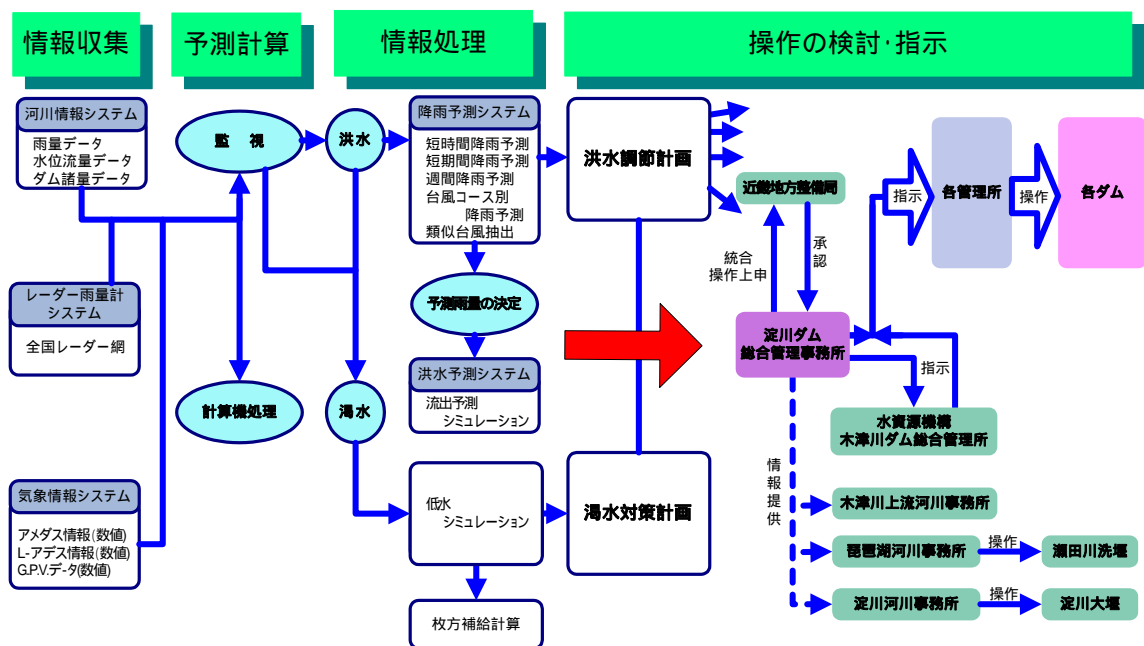 情報収集
予測計算
情報処理
操作の検討・指示
河川情報システム
雨量データ
水位流量データ
ダム諸量データ
レーダー雨量計
システム
全国レーダー網
気象情報システム
アメダス情報(数値)
L-アデス情報(数値)
G.P.V.データ(数値)
監 視
計算機処理
洪水
渇水
降雨予測システム
短時間降雨予測
短期間降雨予測
週間降雨予測
台風コース別
降雨予測
類似台風抽出
予測雨量の決定
洪水予測システム
流出予測
シミュレーション
低水
シミュレーション
枚方補給計算
洪水調節計画
渇水対策計画
近畿地方整備局
統合
操作上申
承認
淀川ダム
総合管理事務所
指示
各管理所
操作
各ダム
指示
水資源機構
木津川ダム総合管理所
情報提供
木津川上流河川事務所
琵琶湖河川事務所
操作
瀬田川洗堰
淀川河川事務所
操作
淀川大堰